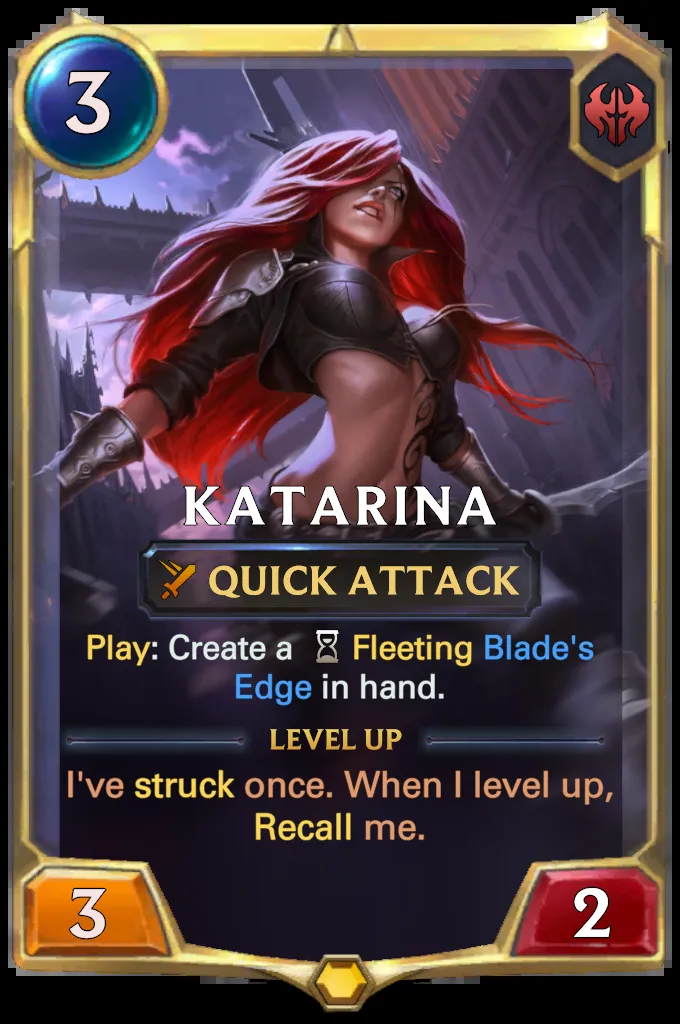 3
KATARINA
QUICK ATTACK
Play: Create a Fleeting Blade's
Edge in hand.
LEVEL UP
I've struck once. When I level up,
Recall me.
3
2